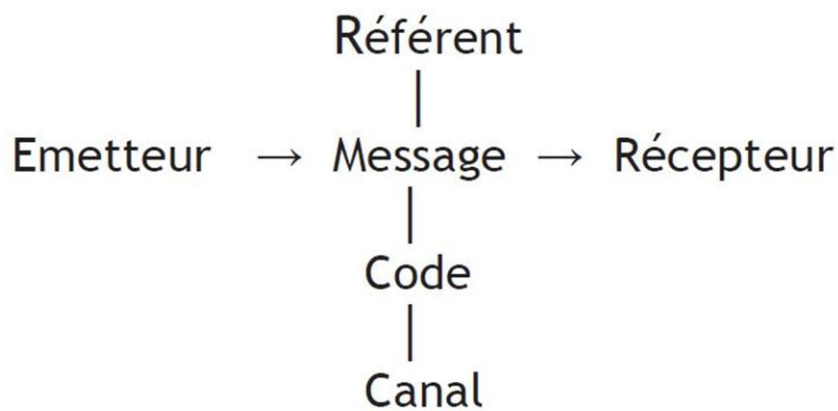 Référent
Emetteur → Message → Récepteur
Code
Canal